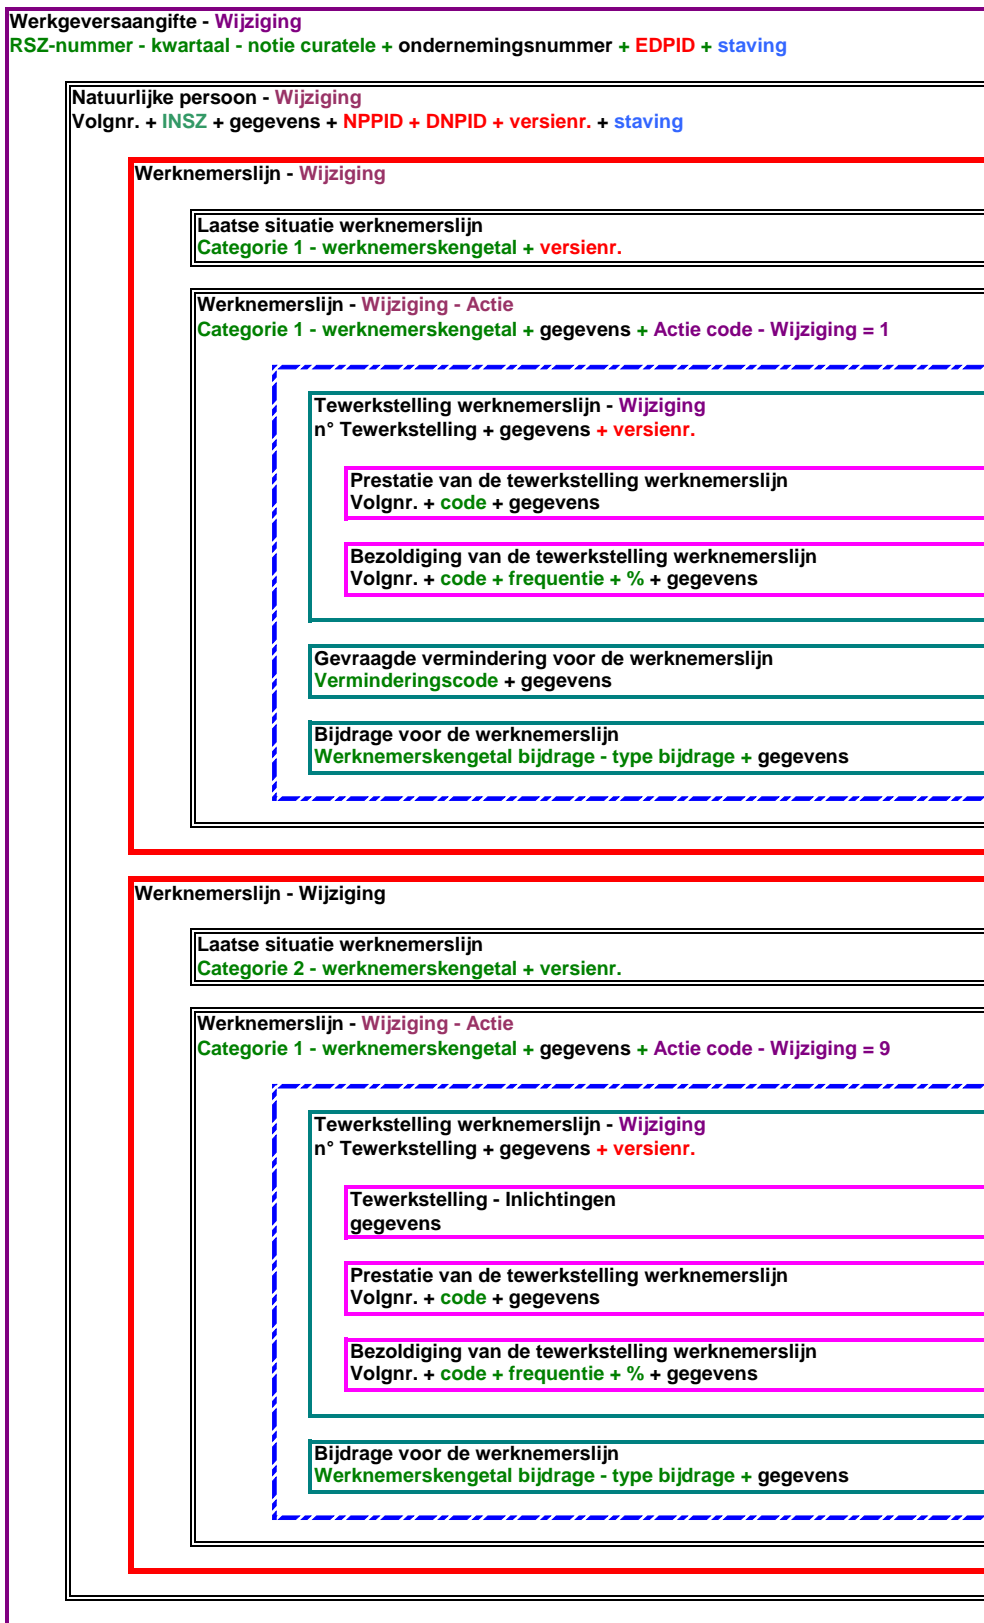 Werkgeversaangifte - Wijziging
RSZ-nummer - kwartaal - notie curatele + ondernemingsnummer + EDPID + staving
Natuurlijke persoon - Wijziging
Volgnr. + INSZ + gegevens + NPPID + DNPID + versienr. + staving
Werknemerslijn - Wijziging
Laatse situatie werknemerslijn
Categorie 1 - werknemerskengetal + versienr.
Werknemerslijn - Wijziging - Actie
Categorie 1 - werknemerskengetal + gegevens + Actie code - Wijziging = 1
Tewerkstelling werknemerslijn - Wijziging
n° Tewerkstelling + gegevens + versienr.
Prestatie van de tewerkstelling werknemerslijn
Volgnr. + code + gegevens
Bezoldiging van de tewerkstelling werknemerslijn
Volgnr. + code + frequentie + % + gegevens
Gevraagde vermindering voor de werknemerslijn
Verminderingscode + gegevens
Bijdrage voor de werknemerslijn
Werknemerskengetal bijdrage - type bijdrage + gegevens
Werknemerslijn - Wijziging
Laatse situatie werknemerslijn
Categorie 2 - werknemerskengetal + versienr.
Werknemerslijn - Wijziging - Actie
Categorie 1 - werknemerskengetal + gegevens + Actie code - Wijziging = 9
Tewerkstelling werknemerslijn - Wijziging
n° Tewerkstelling + gegevens + versienr.
Tewerkstelling - Inlichtingen
gegevens
Prestatie van de tewerkstelling werknemerslijn
Volgnr. + code + gegevens
Bezoldiging van de tewerkstelling werknemerslijn
Volgnr. + code + frequentie + % + gegevens
Bijdrage voor de werknemerslijn
Werknemerskengetal bijdrage - type bijdrage + gegevens